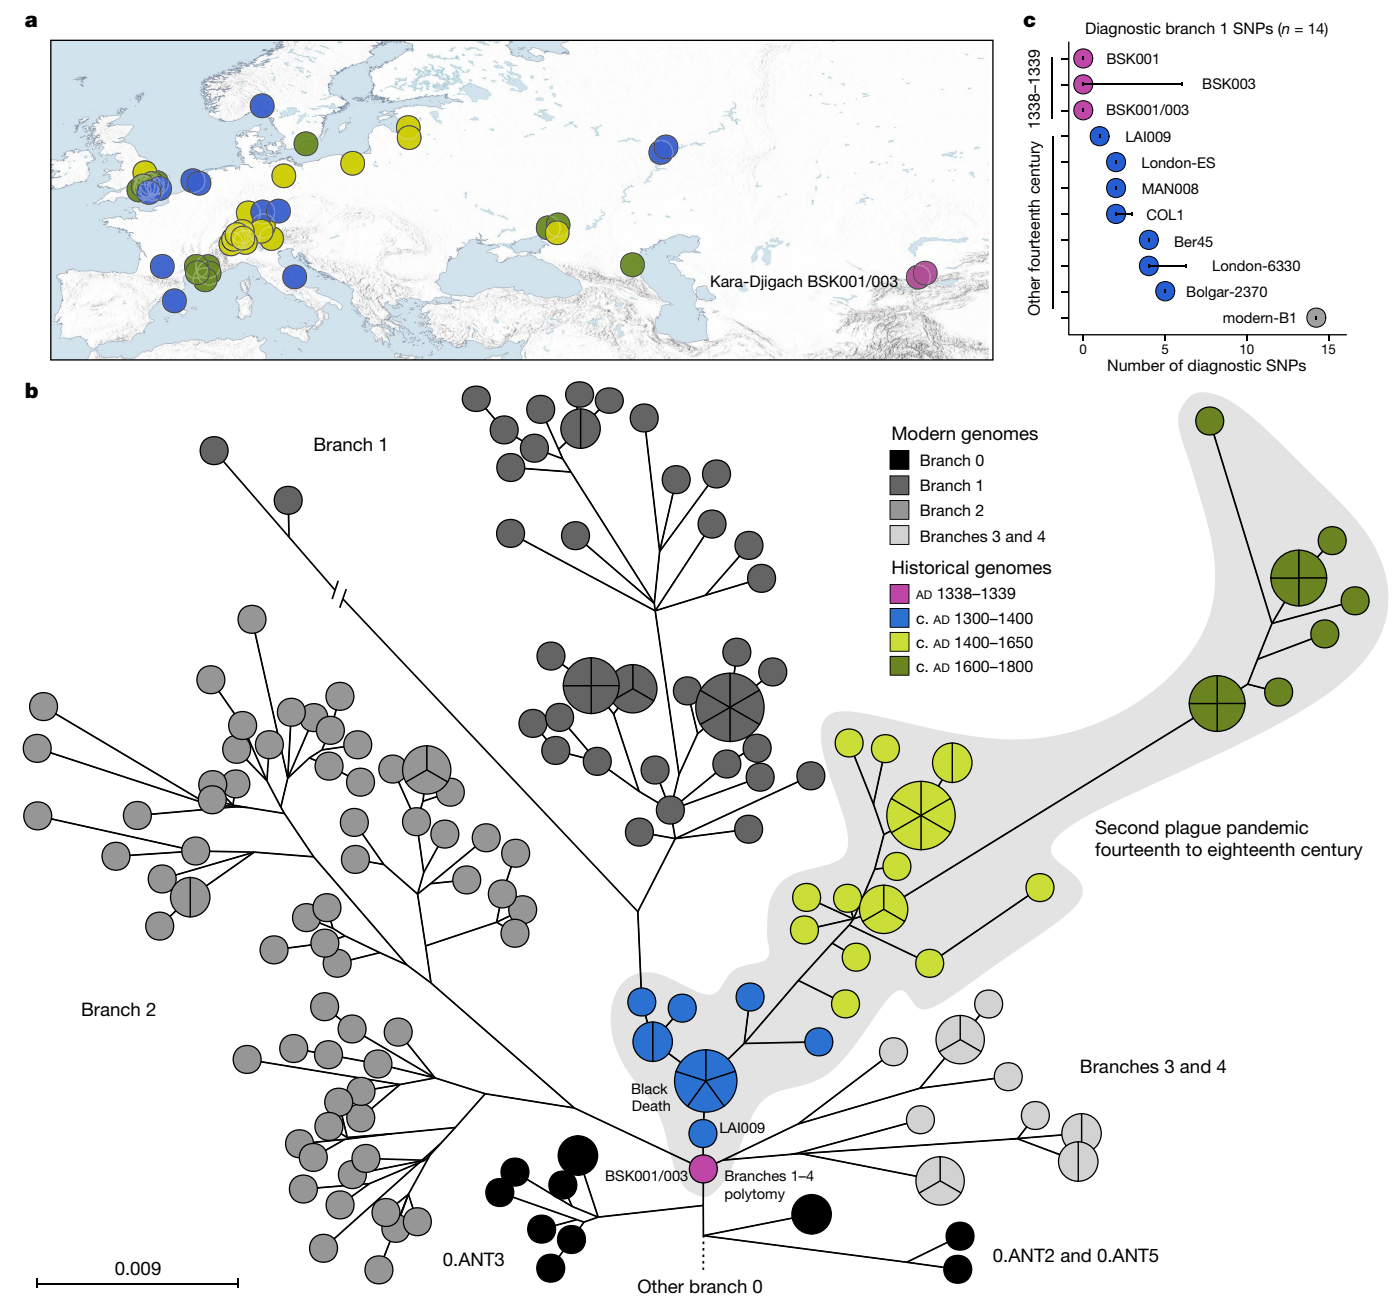 a
Kara-Djigach BSK001/003
c
Diagnostic branch 1 SNPs (n = 14)
1338–1339
Other fourteenth century
BSK001
BSK003
BSK001/003
LAI009
London-ES
MAN008
COL1
Ber45
London-6330
Bolgar-2370
modern-B1
0 5 10 15
Number of diagnostic SNPs
b
Branch 1
Modern genomes
Branch 0
Branch 1
Branch 2
Branches 3 and 4
Historical genomes
AD 1338–1339
c. AD 1300–1400
c. AD 1400–1650
c. AD 1600–1800
Second plague pandemic
fourteenth to eighteenth century
Branch 2
Branches 3 and 4
Black
Death
LAI009
BSK001/003
Branches 1–4
polytomy
0.ANT3
0.ANT2 and 0.ANT5
Other branch 0
0.009